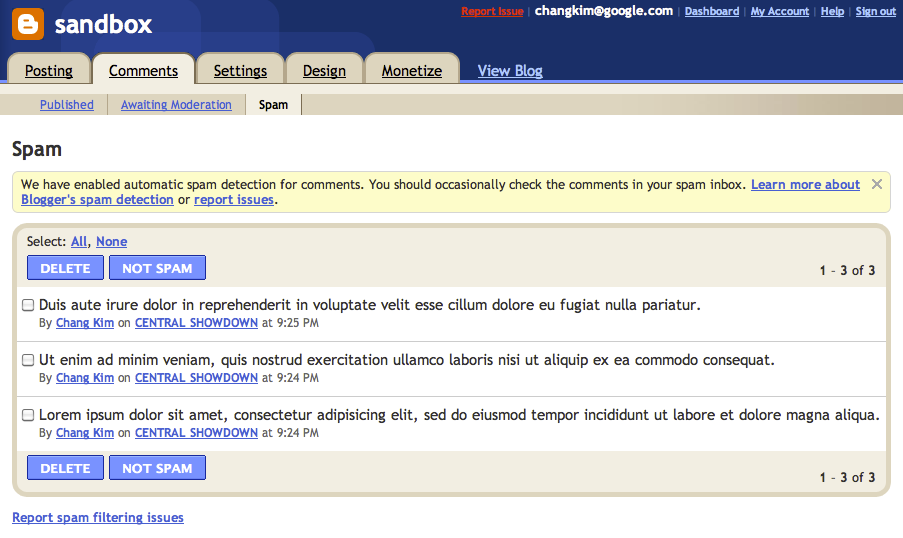 sandbox
Report Issue | changkim@google.com | Dashboard | My Account | Help | Sign out
Posting Comments Settings Design Monetize View Blog
Published Awaiting Moderation Spam
Spam
We have enabled automatic spam detection for comments. You should occasionally check the comments in your spam inbox. Learn more about
Blogger's spam detection or report issues.
Select: All, None
DELETE NOT SPAM 1 - 3 of 3
Duis aute irure dolor in reprehenderit in voluptate velit esse cillum dolore eu fugiat nulla pariatur.
By Chang Kim on CENTRAL SHOWDOWN at 9:25 PM
Ut enim ad minim veniam, quis nostrud exercitation ullamco laboris nisi ut aliquip ex ea commodo consequat.
By Chang Kim on CENTRAL SHOWDOWN at 9:24 PM
Lorem ipsum dolor sit amet, consectetur adipisicing elit, sed do eiusmod tempor incididunt ut labore et dolore magna aliqua.
By Chang Kim on CENTRAL SHOWDOWN at 9:24 PM
DELETE NOT SPAM 1 - 3 of 3
Report spam filtering issues